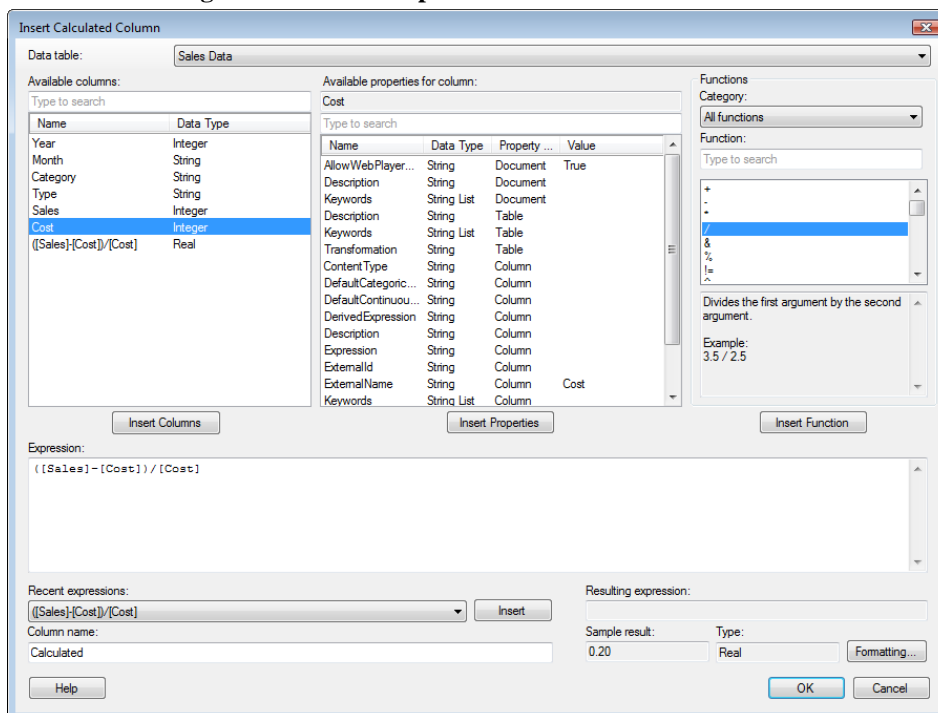 Insert Calculated Column
Data table:
Sales Data
Available columns:
Type to search
Name Data Type
Year Integer
Month String
Category String
Type String
Sales Integer
Cost Integer
([Sales]-[Cost])/[Cost] Real
Insert Columns
Available properties for column:
Cost
Type to search
Name Data Type Property ... Value
AllowWebPlayer... String Document True
Description String Document
Keywords String List Document
Description String Table
Keywords String List Table
Transformation String Table
ContentType String Column
DefaultCategoric... String Column
DefaultContinuou... String Column
DerivedExpression String Column
Description String Column
Expression String Column
ExternalId String Column
ExternalName String Column Cost
Keywords String List Column
Insert Properties
Functions
Category:
All functions
Function:
Type to search
+
-
*
/
&
%
!=
^
Divides the first argument by the second
argument.
Example:
3.5 / 2.5
Insert Function
Expression:
([Sales]-[Cost])/[Cost]
Recent expressions:
([Sales]-[Cost])/[Cost]
Insert
Column name:
Calculated
Resulting expression:
Sample result: Type:
0.20 Real
Formatting...
Help
OK
Cancel